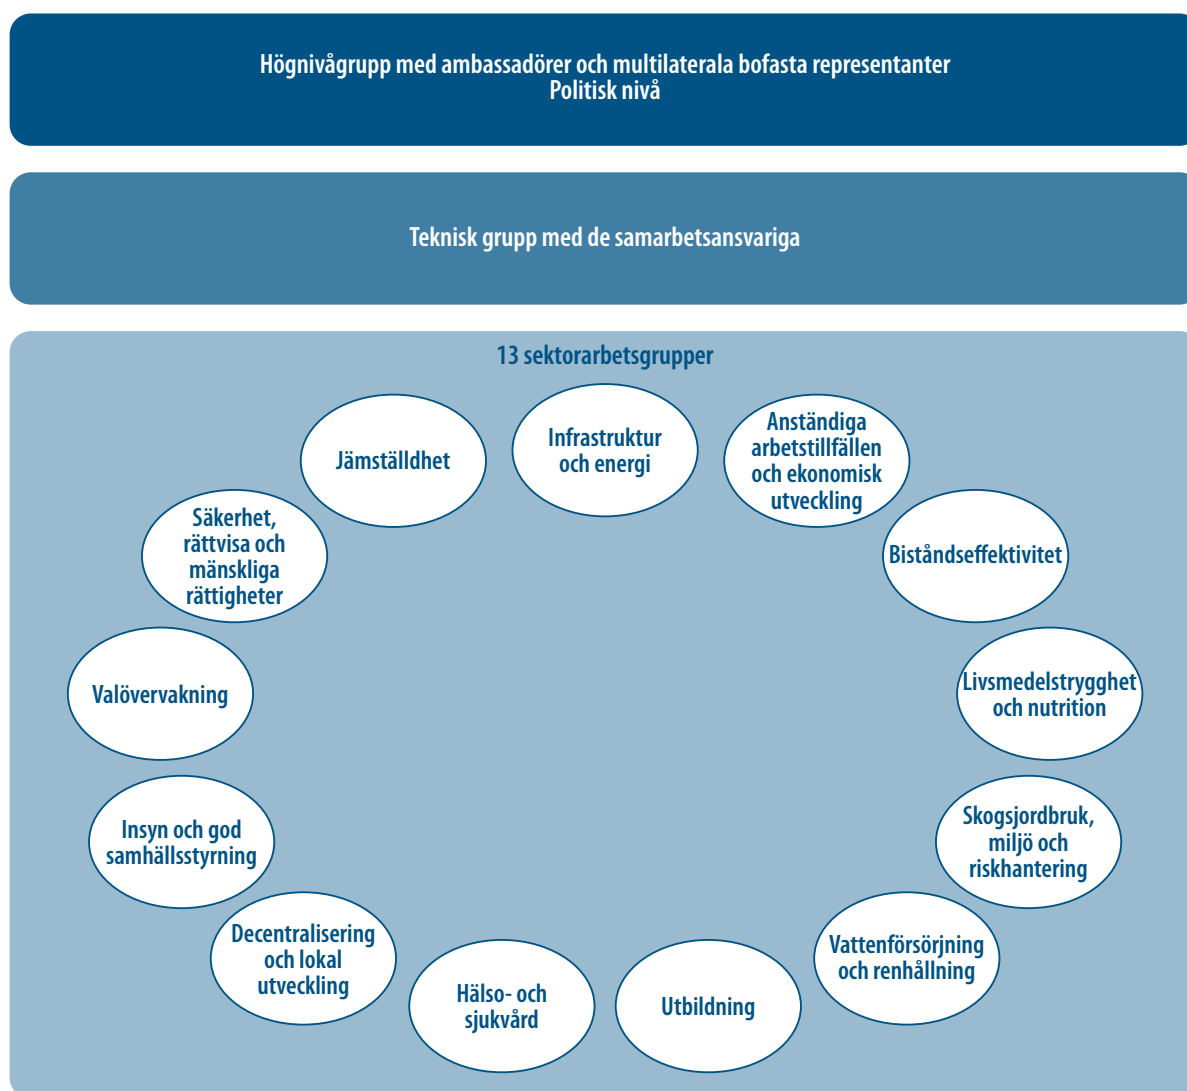 Högnivågrupp med ambassadörer och multilaterala bofasta representanter
Politisk nivå
Teknisk grupp med de samarbetsansvariga
13 sektorarbetsgrupper
Infrastruktur
och energi
Anständiga
arbetstillfällen
och ekonomisk
utveckling
Biståndseffektivitet
Livsmedelstrygghet
och nutrition
Skogsjordbruk,
miljö och
riskhantering
Vattenförsörjning
och renhållning
Utbildning
Hälso- och
sjukvård
Decentralisering
och lokal
utveckling
Insyn och god
samhällsstyrning
Valövervakning
Säkerhet,
rättvisa och
mänskliga
rättigheter
Jämställdhet